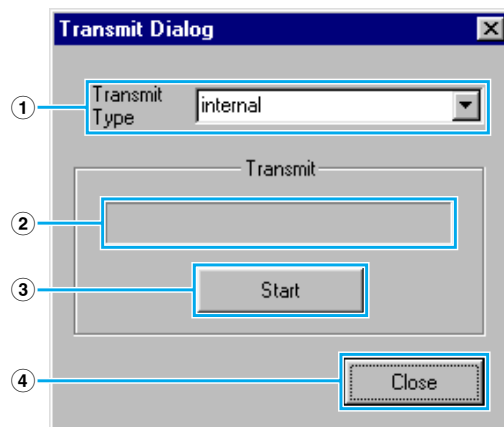 Transmit Dialog
① Transmit Type internal
Transmit
②
③ Start
④ Close